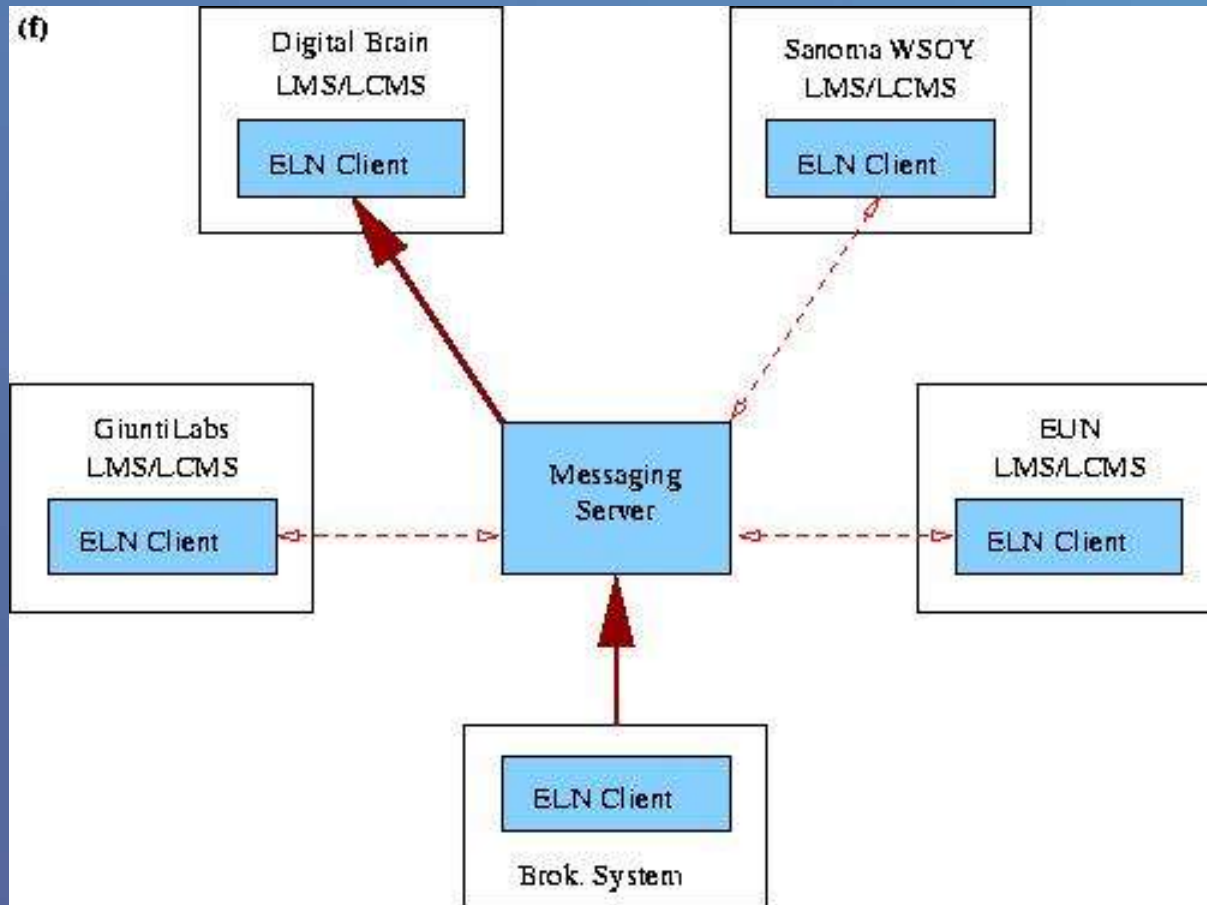 (f)
Digital Brain
LMS/LCMS
ELN Client
Sanoma WSOY
LMS/LCMS
ELN Client
GiuntiLabs
LMS/LCMS
ELN Client
Messaging
Server
EUN
LMS/LCMS
ELN Client
ELN Client
Brok. System